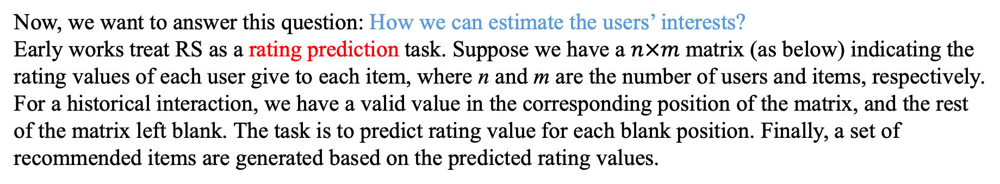 Now, we want to answer this question: How we can estimate the users’ interests?
Early works treat RS as a rating prediction task. Suppose we have a n×m matrix (as below) indicating the
rating values of each user give to each item, where n and m are the number of users and items, respectively.
For a historical interaction, we have a valid value in the corresponding position of the matrix, and the rest
of the matrix left blank. The task is to predict rating value for each blank position. Finally, a set of
recommended items are generated based on the predicted rating values.